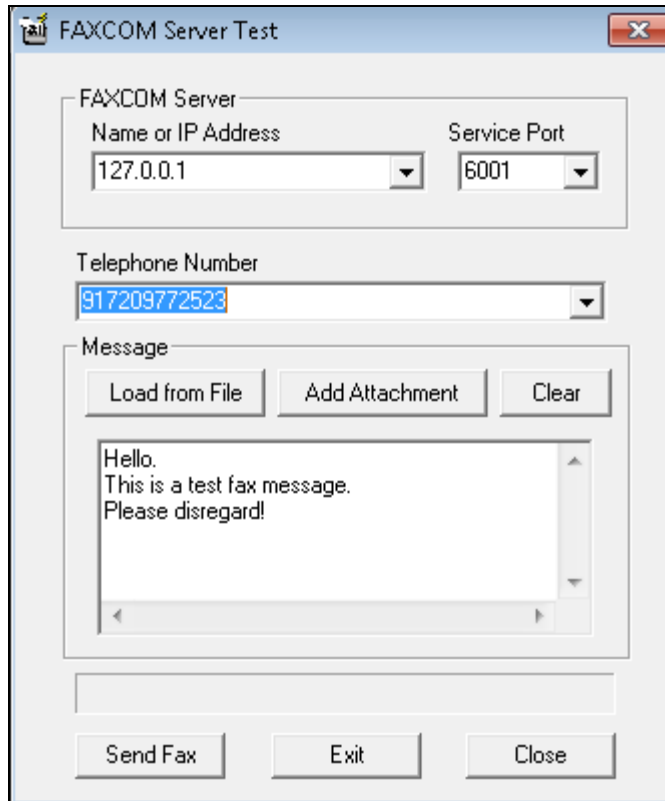 FAXCOM Server Test
FAXCOM Server
Name or IP Address Service Port
127.0.0.1 6001
Telephone Number
917209772523
Message
Load from File Add Attachment Clear
Hello.
This is a test fax message.
Please disregard!
Send Fax Exit Close